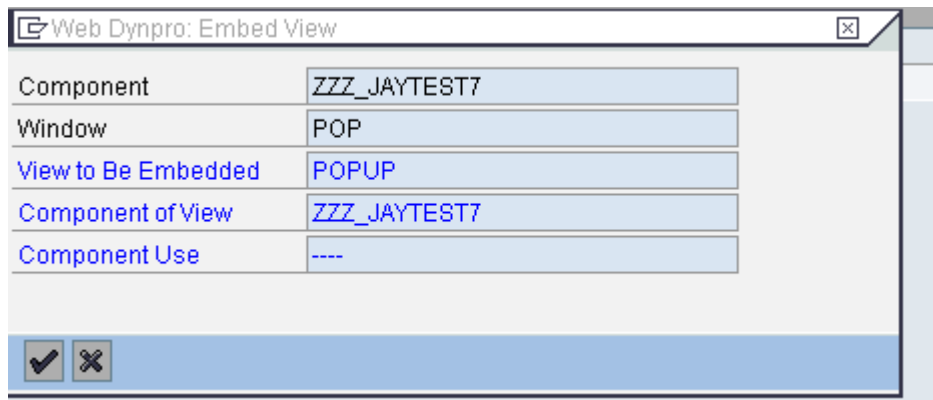 Web Dynpro: Embed View
Component ZZZ_JAYTEST7
Window POP
View to Be Embedded POPUP
Component of View ZZZ_JAYTEST7
Component Use ----